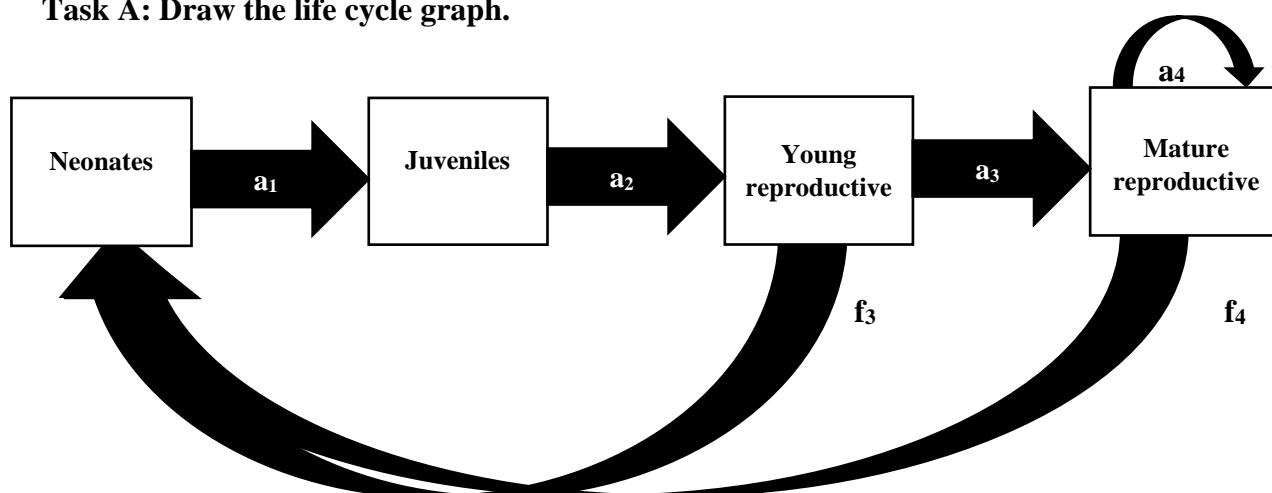 Task A: Draw the life cycle graph.
a4
Neonates
a1
Juveniles
a2
Young
reproductive
a3
Mature
reproductive
f3
f4